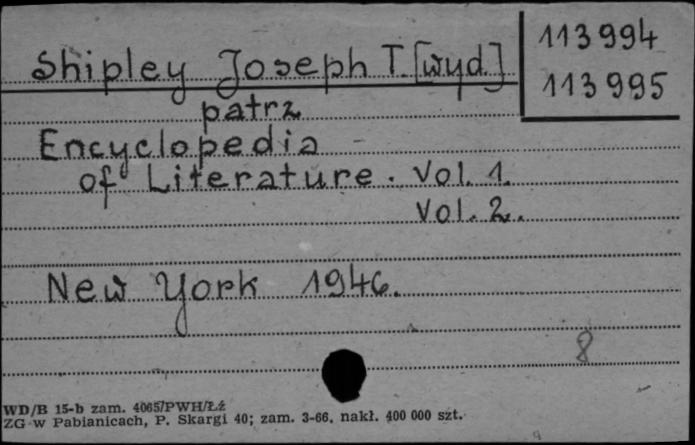 Shipley Joseph T. [wyd.]
113994
113995
patrz
Encyclopedia
of Literature. Vol. 1.
Vol. 2.
New York 1946.
8
WD/B 15-b zam. 4065/PWH/Łź
ZG w Pabianicach, P. Skargi 40; zam. 3-66, nakł. 400 000 szt.